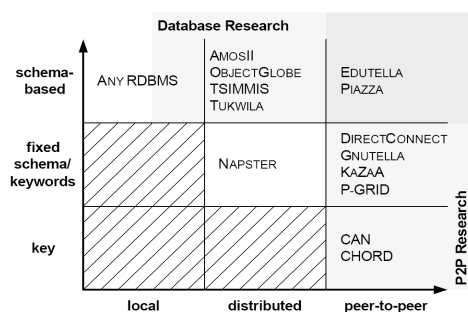 Database Research
schema-
based
ANY RDBMS
AMOSII
OBJECTGLOBE
TSIMMIS
TUKWILA
EDUTELLA
PIAZZA
fixed
schema/
keywords
NAPSTER
DIRECTCONNECT
GNUTELLA
KAZAA
P-GRID
key
CAN
CHORD
P2P Research
local
distributed
peer-to-peer